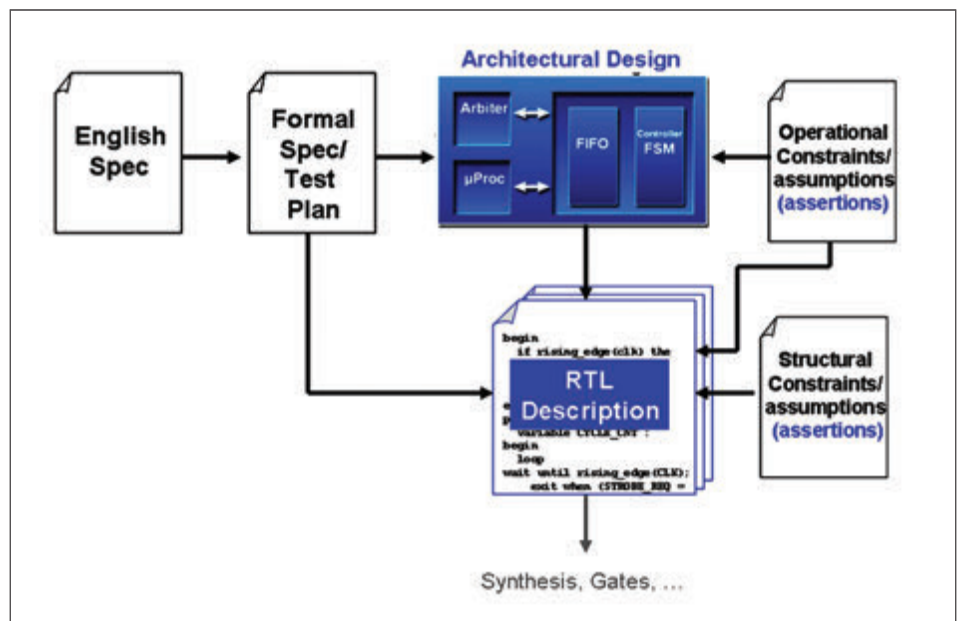 Architectural Design
English
Spec
Formal
Spec/
Test
Plan
Arbiter
µProc
FIFO
Controller
FSM
Operational
Constraints/
assumptions
(assertions)
begin
if rising_edge(clk) the
RTL
Description
variable CYCLE_CNT :
begin
loop
wait until rising_edge(CLK);
exit when (STROBE_REQ =
Structural
Constraints/
assumptions
(assertions)
Synthesis, Gates, ...